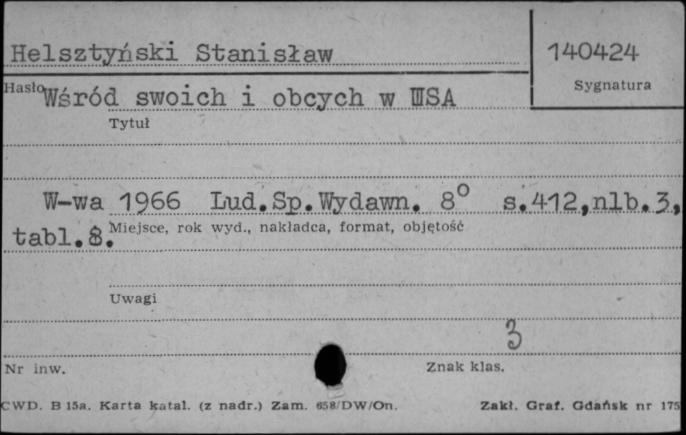 Helsztyński Stanisław
140424
Sygnatura
Hasło
Wśród swoich i obcych w USA
Tytuł
W-wa 1966 Lud.Sp.Wydawn. 8° s.412,nlb.3,
tabl.8.
Miejsce, rok wyd., nakładca, format, objętość
Uwagi
3
Nr inw.
Znak klas.
CWD. B 15a. Karta katal. (z nadr.) Zam. 658/DW/On.
Zakł. Graf. Gdańsk nr 175